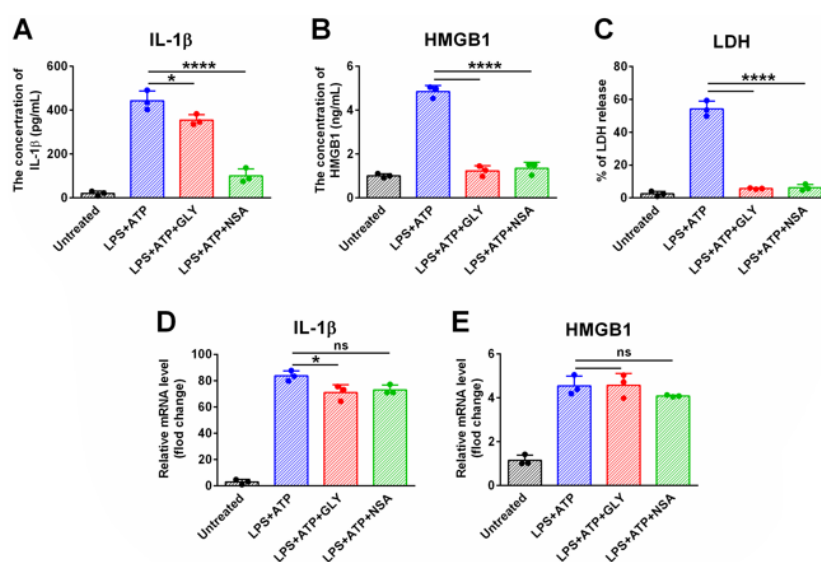 A
IL-1β
The concentration of
IL-1β (pg/mL)
600
400
200
0
****
*
Untreated
LPS+ATP
LPS+ATP+GLY
LPS+ATP+NSA
B
HMGB1
The concentration of
HMGB1 (ng/mL)
6
4
2
0
****
Untreated
LPS+ATP
LPS+ATP+GLY
LPS+ATP+NSA
C
LDH
% of LDH release
80
60
40
20
0
****
Untreated
LPS+ATP
LPS+ATP+GLY
LPS+ATP+NSA
D
IL-1β
Relative mRNA level
(flod change)
100
80
60
40
20
0
ns
*
Untreated
LPS+ATP
LPS+ATP+GLY
LPS+ATP+NSA
E
HMGB1
Relative mRNA level
(flod change)
6
4
2
0
ns
Untreated
LPS+ATP
LPS+ATP+GLY
LPS+ATP+NSA